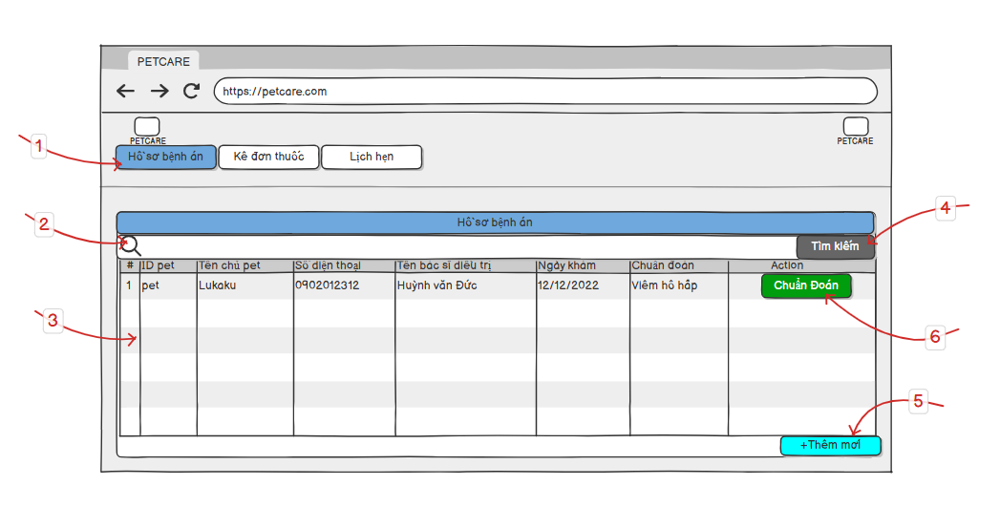 PETCARE
https://petcare.com
PETCARE
PETCARE
1
Hồ sơ bệnh án
Kê đơn thuốc
Lịch hẹn
2
4
Hồ sơ bệnh án
Tìm kiếm
# ID pet Tên chủ pet Số điện thoại Tên bác sĩ điều trị Ngày khám Chuẩn đoán Action
1 pet Lukaku 0902012312 Huỳnh văn Đức 12/12/2022 Viêm hô hấp Chuẩn Đoán
3
6
5
+Thêm mới